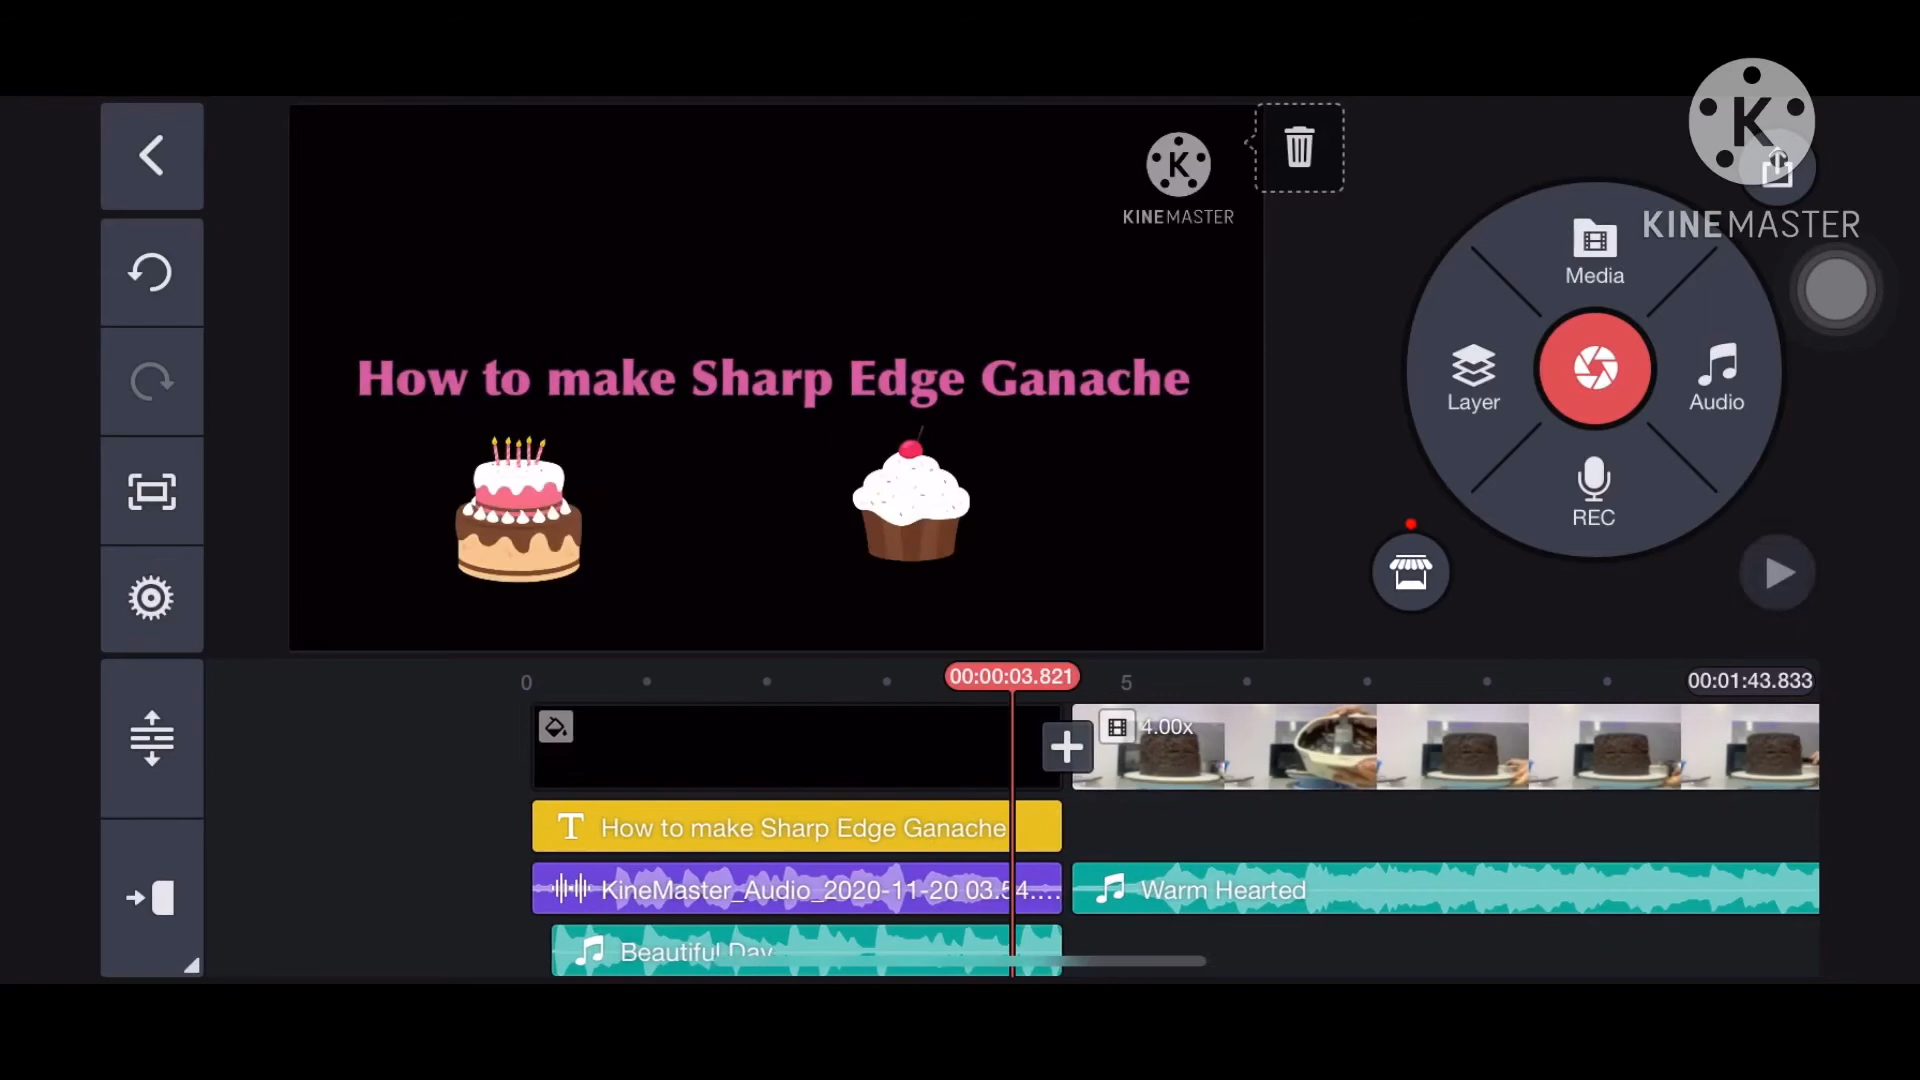 K
KINEMASTER
K
KINEMASTER
Media
Layer
Audio
REC
How to make Sharp Edge Ganache
0
00:00:03.821
5
00:01:43.833
4.00x
T How to make Sharp Edge Ganache
KineMaster_Audio_2020-11-20 03.54....
Warm Hearted
Beautiful Day